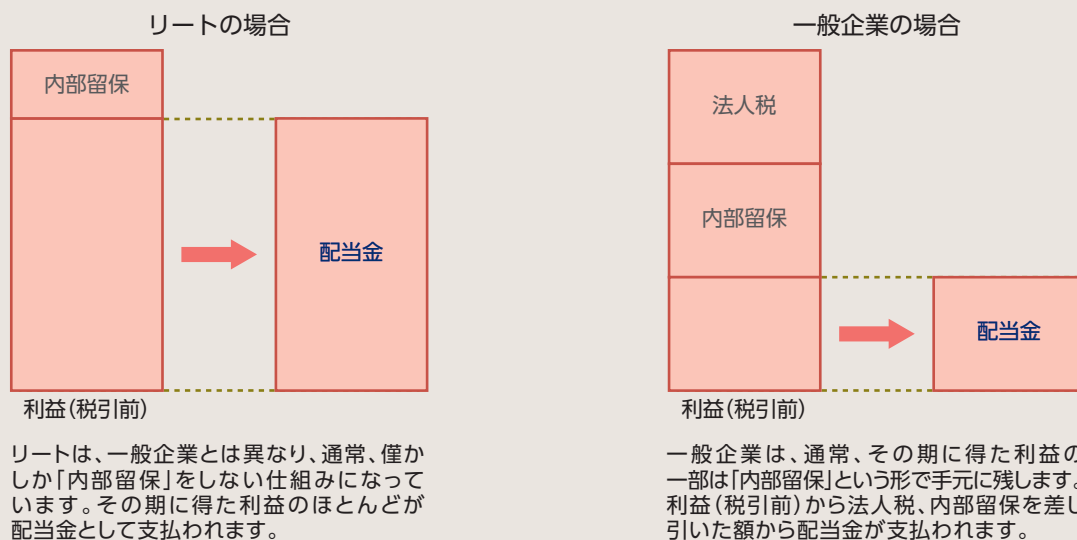 リートの場合
内部留保
配当金
利益(税引前)
リートは、一般企業とは異なり、通常、僅か
しか「内部留保」をしない仕組みになって
います。その期に得た利益のほとんどが
配当金として支払われます。
一般企業の場合
法人税
内部留保
配当金
利益(税引前)
一般企業は、通常、その期に得た利益の
一部は「内部留保」という形で手元に残します。
利益(税引前)から法人税、内部留保を差し
引いた額から配当金が支払われます。